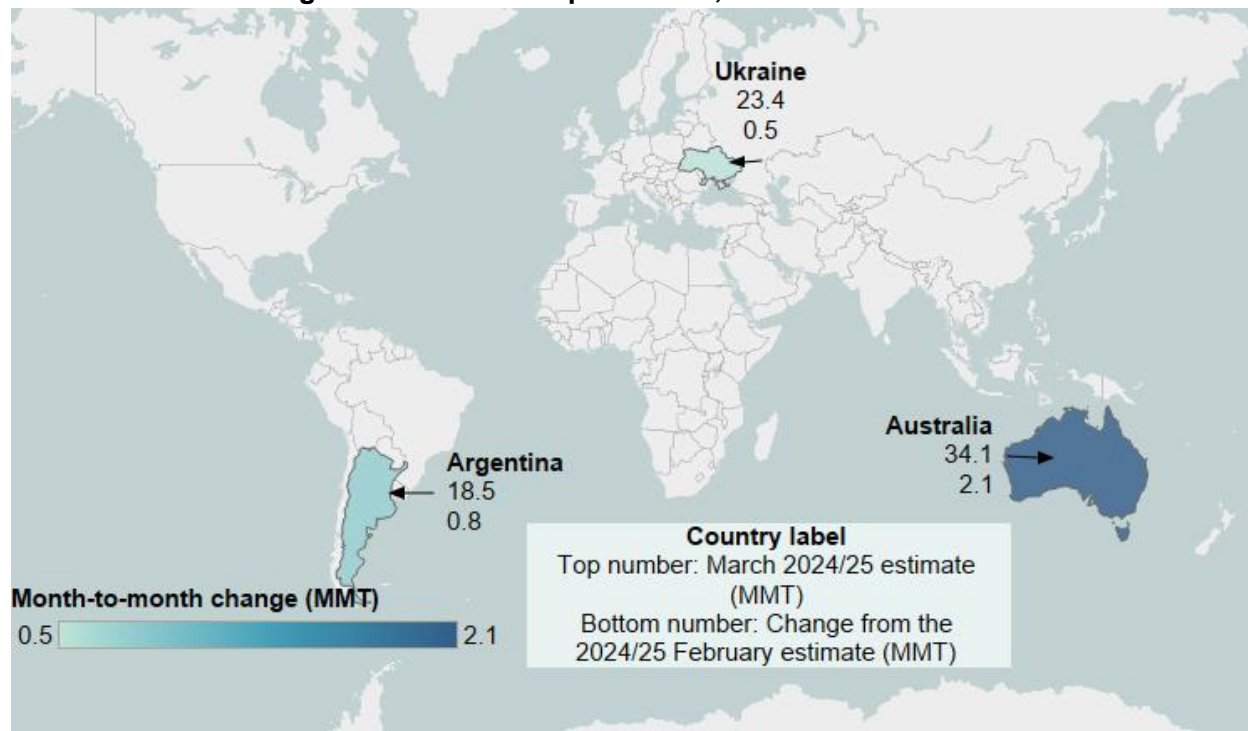 Ukraine
23.4
0.5
Australia
34.1
2.1
Argentina
18.5
0.8
Country label
Top number: March 2024/25 estimate
(MMT)
Bottom number: Change from the
2024/25 February estimate (MMT)
Month-to-month change (MMT)
0.5
2.1